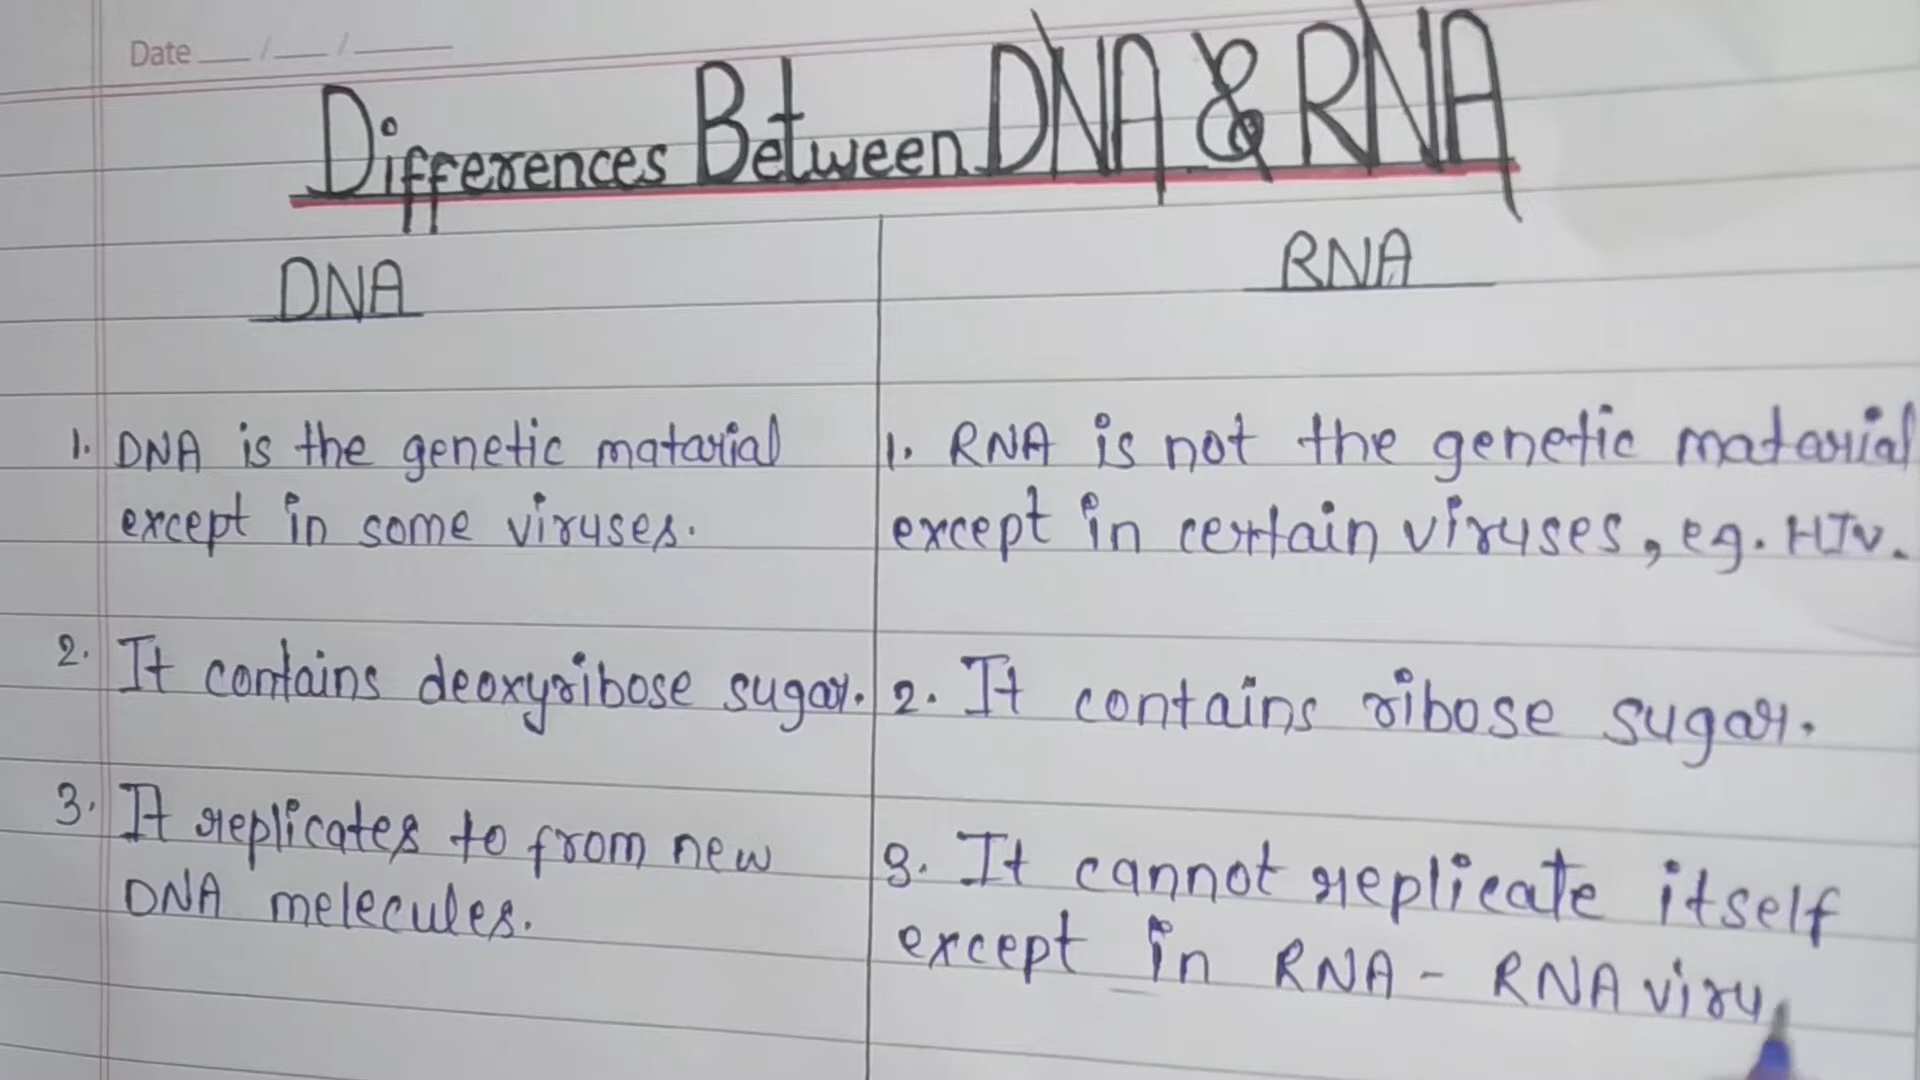 Date __/__/____
Differences Between DNA & RNA
DNA
RNA
1. DNA is the genetic matarial
except in some viruses.
1. RNA is not the genetic matarial
except in certain viruses, eg. HIV.
2. It contains deoxyribose sugar.
2. It contains ribose sugar.
3. It replicates to from new
DNA melecules.
3. It cannot replicate itself
except in RNA - RNA viru